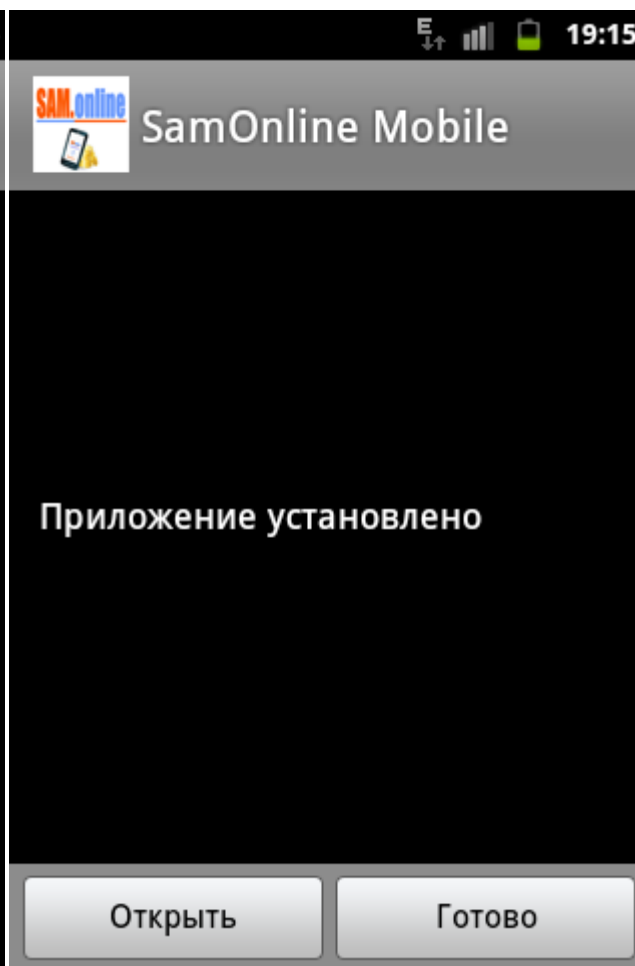 E
19:15
SAM.online
SamOnline Mobile
Приложение установлено
Открыть
Готово